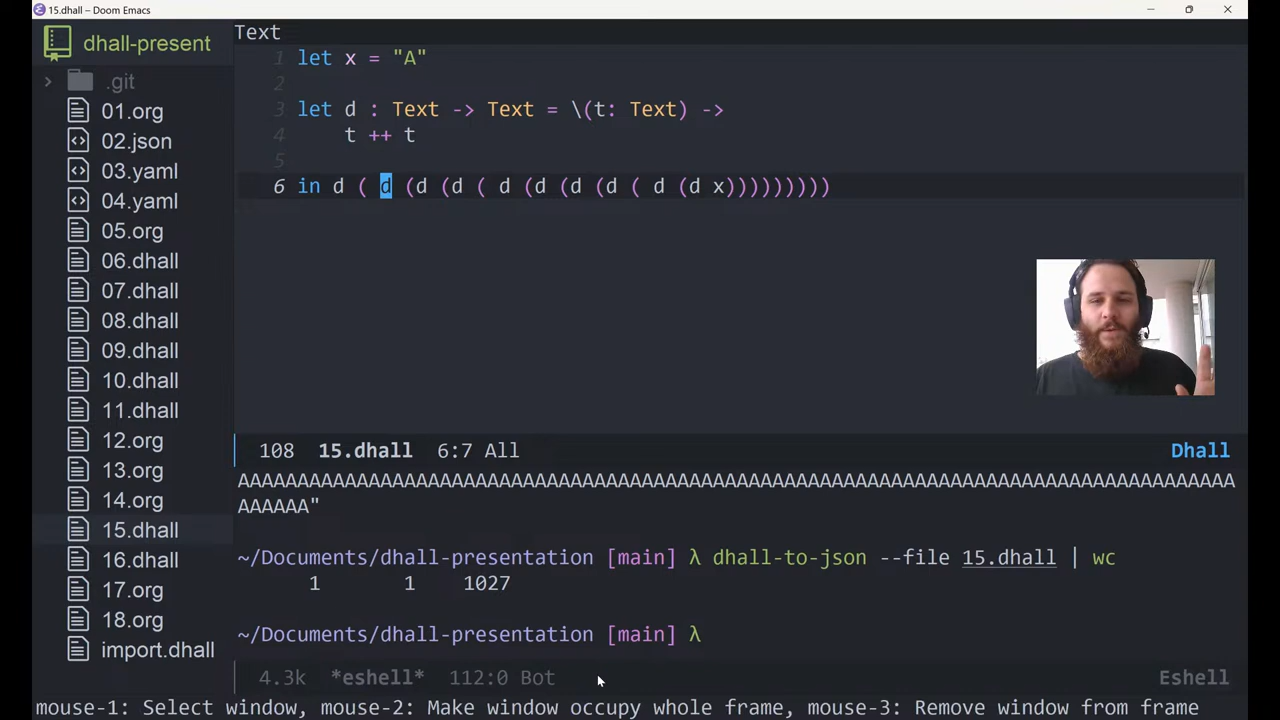 15.dhall – Doom Emacs
dhall-present
.git
01.org
02.json
03.yaml
04.yaml
05.org
06.dhall
07.dhall
08.dhall
09.dhall
10.dhall
11.dhall
12.org
13.org
14.org
15.dhall
16.dhall
17.org
18.org
import.dhall
Text
1 let x = "A"
2
3 let d : Text -> Text = \(t: Text) ->
4 t ++ t
5
6 in d ( d (d (d ( d (d (d (d ( d (d x)))))))))
108 15.dhall 6:7 All Dhall
AAAAAAAAAAAAAAAAAAAAAAAAAAAAAAAAAAAAAAAAAAAAAAAAAAAAAAAAAAAAAAAAAAAAAAAAAAAAAAAAAAAA
AAAAAA"
~/Documents/dhall-presentation [main] λ dhall-to-json --file 15.dhall | wc
1 1 1027
~/Documents/dhall-presentation [main] λ
4.3k *eshell* 112:0 Bot Eshell
mouse-1: Select window, mouse-2: Make window occupy whole frame, mouse-3: Remove window from frame